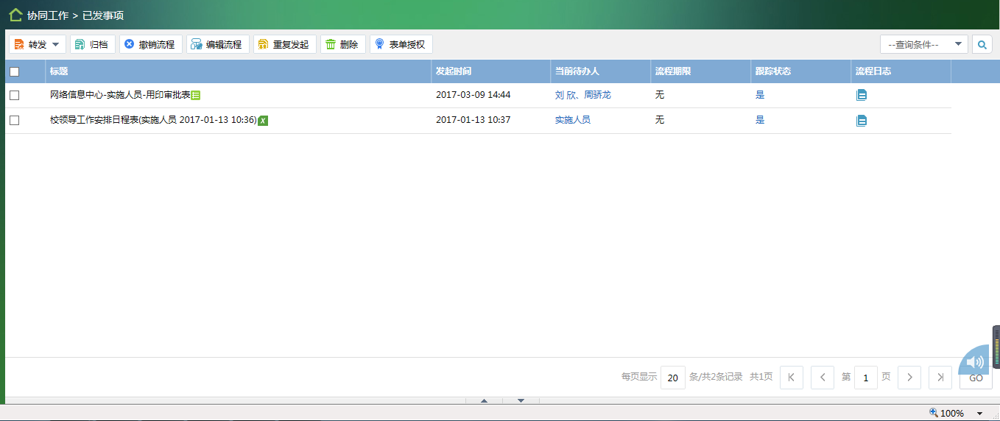 协同工作 > 已发事项
转发 归档 撤销流程 编辑流程 重复发起 删除 表单授权 --查询条件--
标题 发起时间 当前待办人 流程期限 跟踪状态 流程日志
网络信息中心-实施人员-用印审批表 2017-03-09 14:44 刘 欣、周骄龙 无 是
校领导工作安排日程表(实施人员 2017-01-13 10:36) 2017-01-13 10:37 实施人员 无 是
每页显示 20 条/共2条记录 共1页 第 1 页 GO
100%